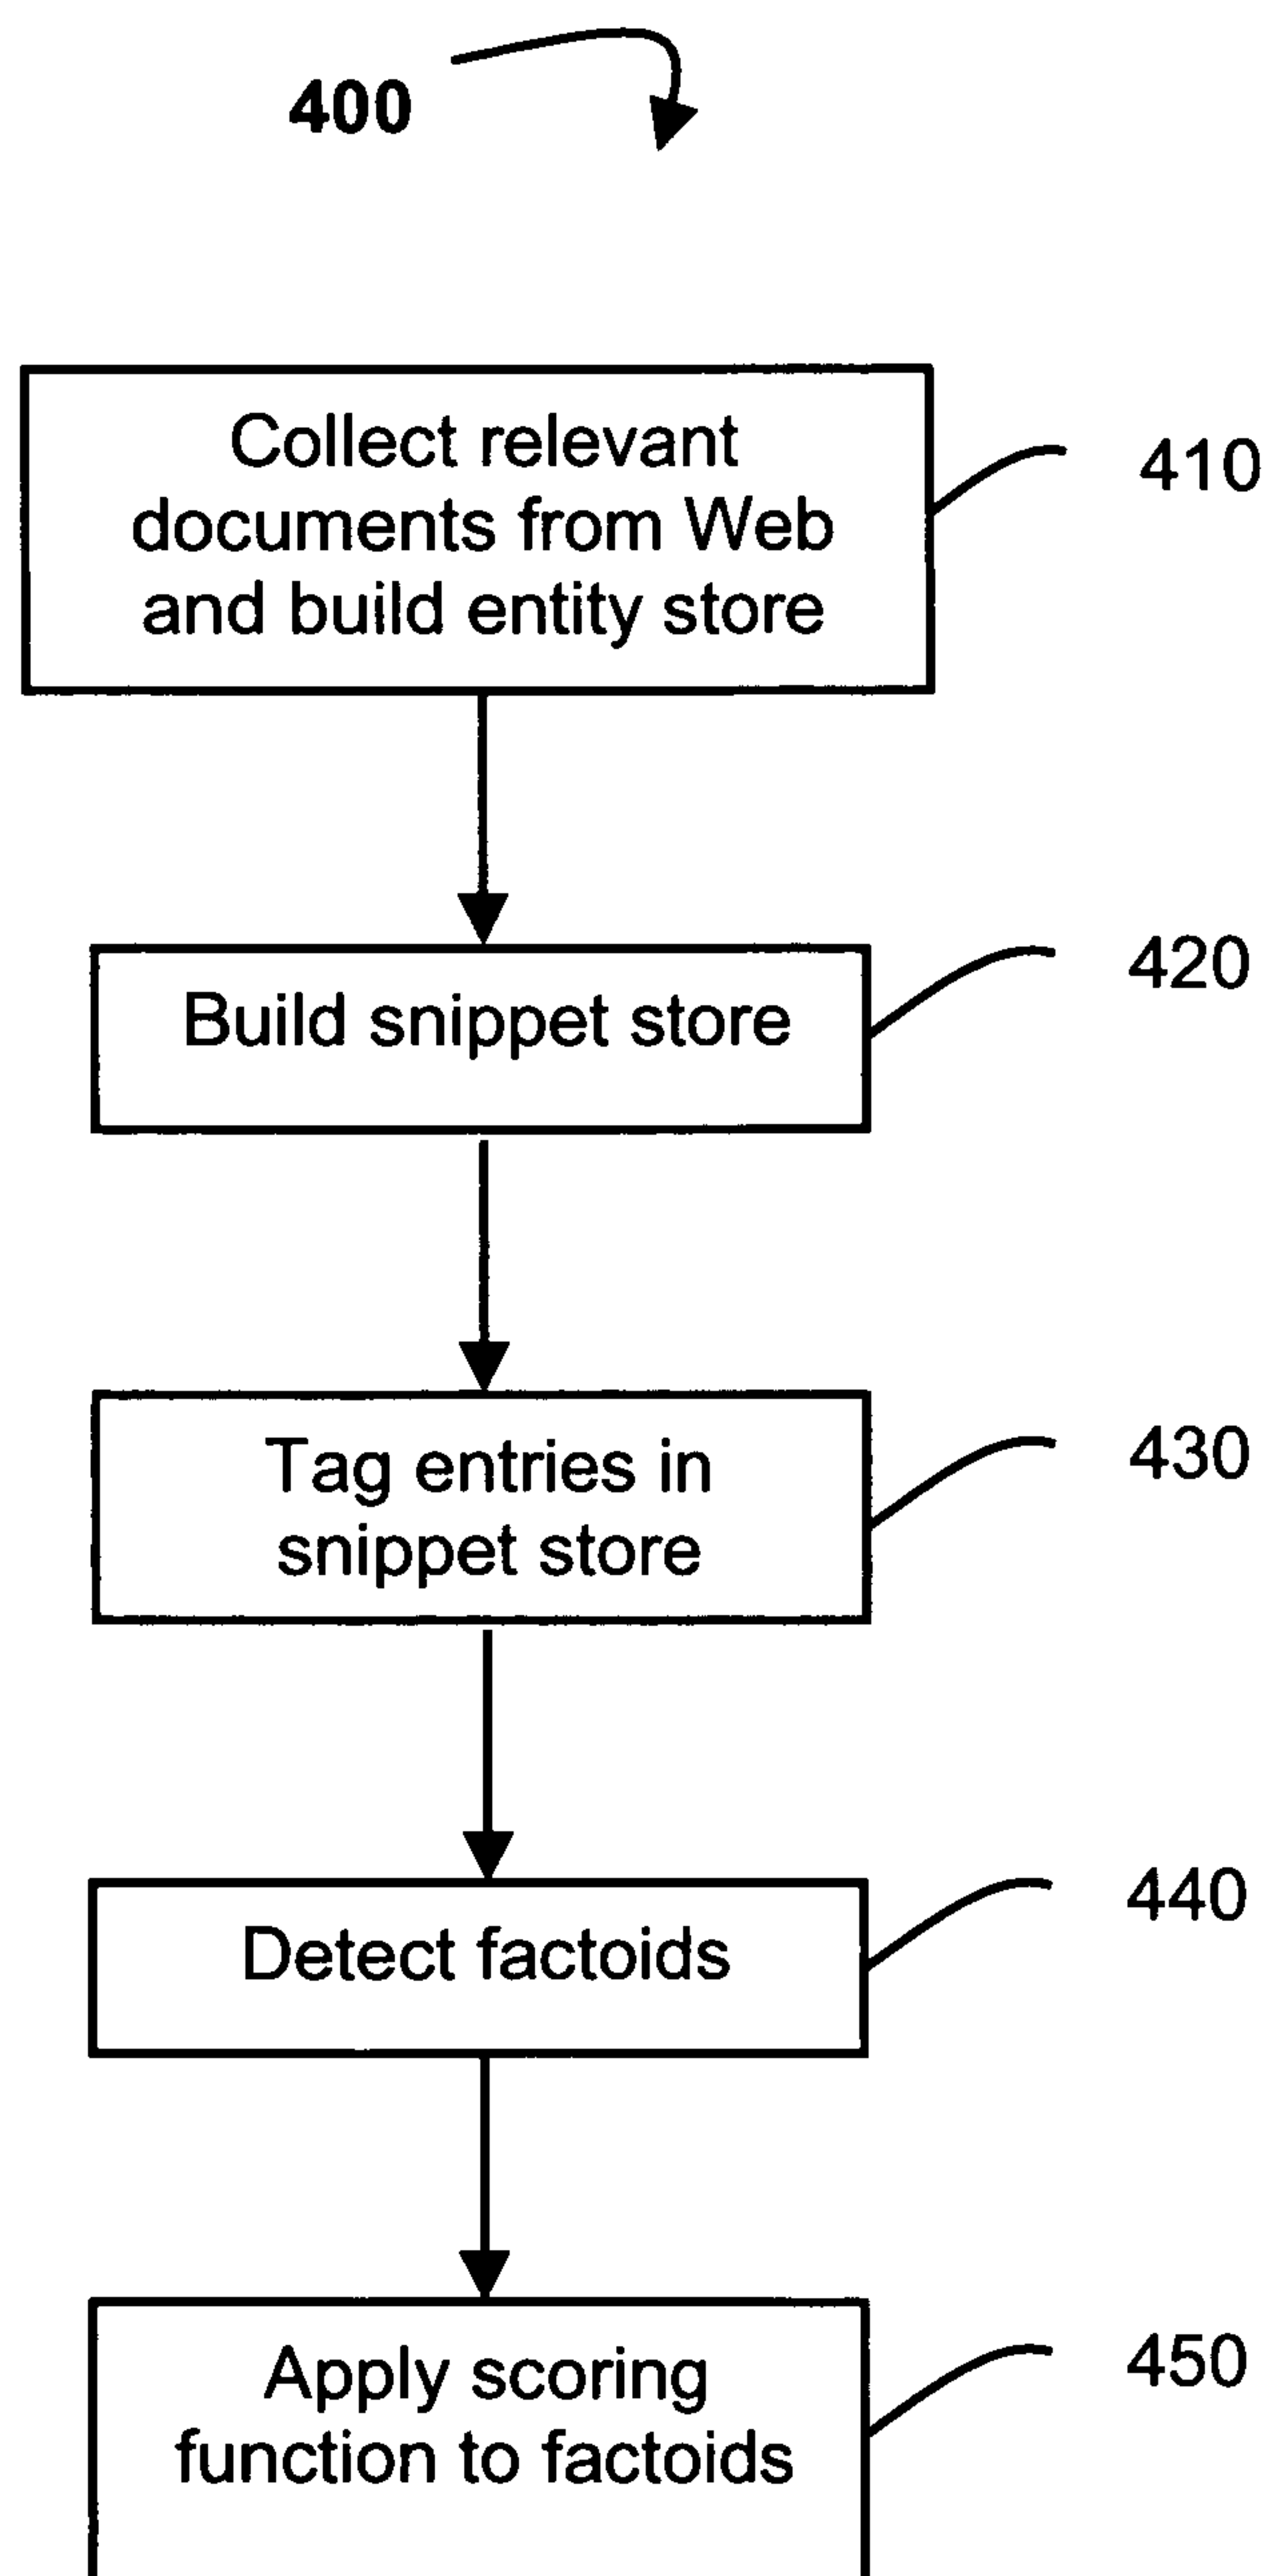 400
Collect relevant
documents from Web
and build entity store
410
Build snippet store
420
Tag entries in
snippet store
430
Detect factoids
440
Apply scoring
function to factoids
450